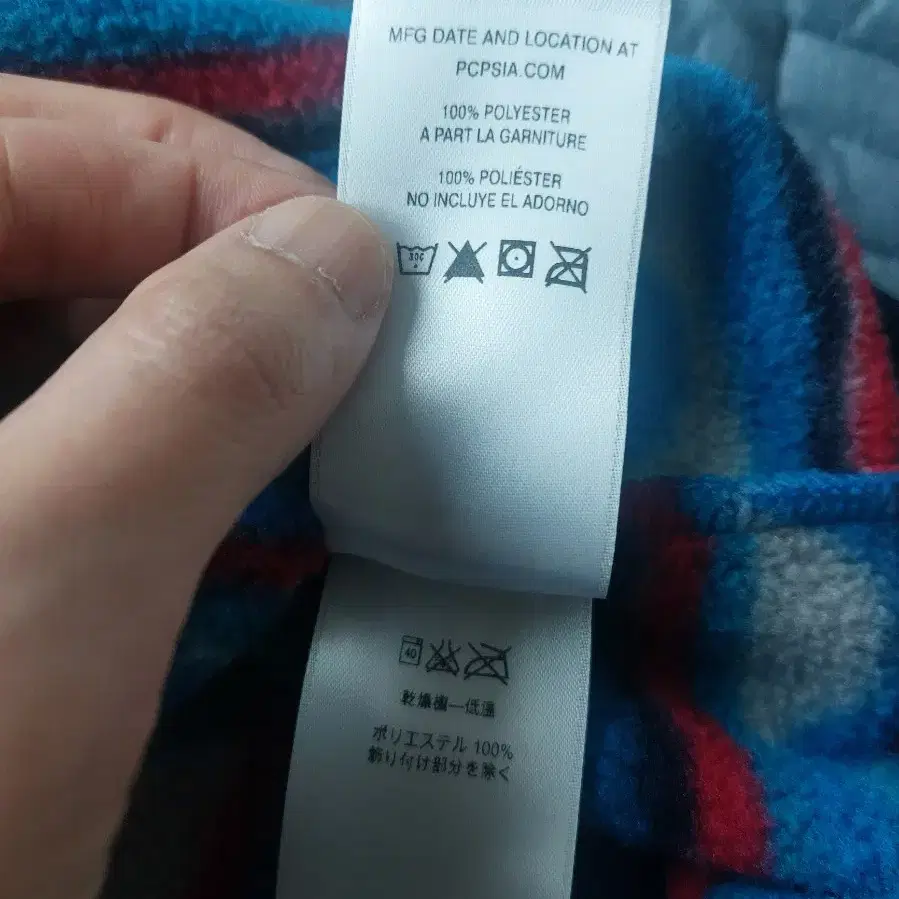 MFG DATE AND LOCATION AT
PCPSIA.COM
100% POLYESTER
A PART LA GARNITURE
100% POLIÉSTER
NO INCLUYE EL ADORNO
30C
40
乾燥機—低温
ポリエステル 100%
飾り付け部分を除く